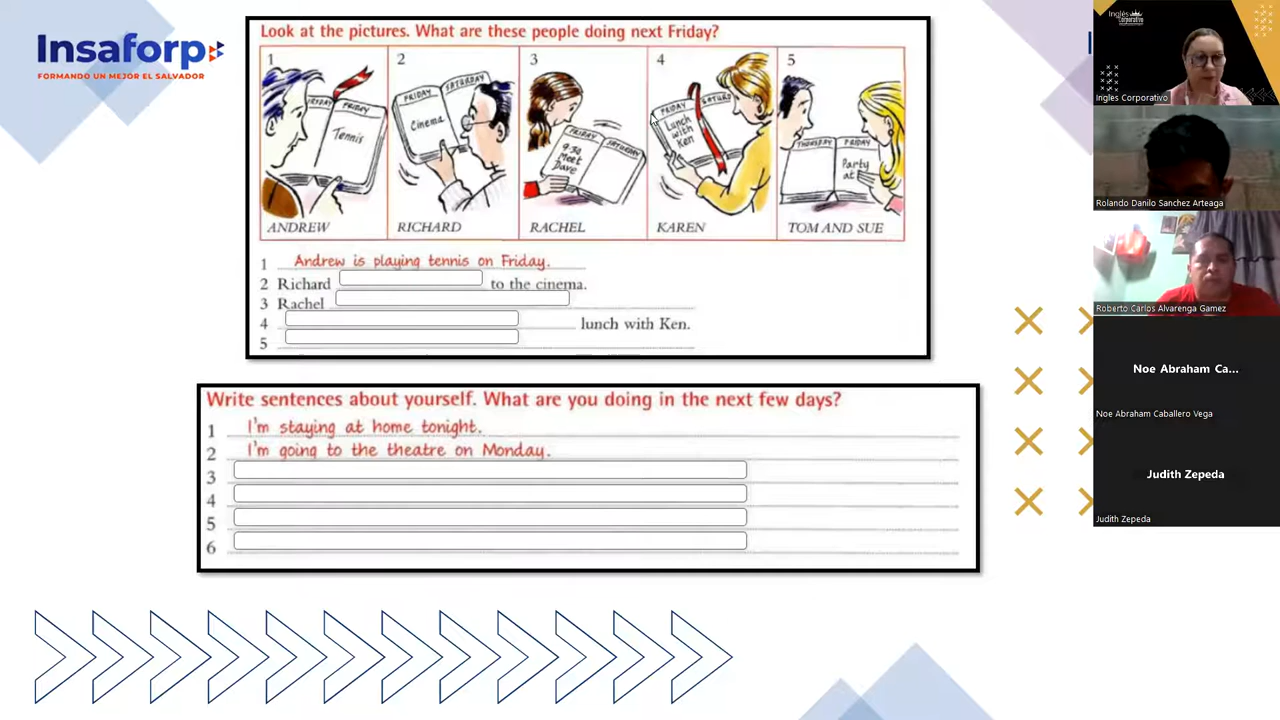 Insaforp
FORMANDO UN MEJOR EL SALVADOR
Look at the pictures. What are these people doing next Friday?
1
FRIDAY
FRIDAY
Tennis
ANDREW
2
FRIDAY
SATURDAY
Cinema
RICHARD
3
FRIDAY
SATURDAY
9.30
Meet
Dave
RACHEL
4
FRIDAY
SATUR
Lunch
with
Ken
KAREN
5
THURSDAY
FRIDAY
Party
at
TOM AND SUE
1 Andrew is playing tennis on Friday.
2 Richard to the cinema.
3 Rachel
4 lunch with Ken.
5
Write sentences about yourself. What are you doing in the next few days?
1 I'm staying at home tonight.
2 I'm going to the theatre on Monday.
3
4
5
6
Inglés
Corporativo
Ingles Corporativo
Rolando Danilo Sanchez Arteaga
Roberto Carlos Alvarenga Gamez
Noe Abraham Ca...
Noe Abraham Caballero Vega
Judith Zepeda
Judith Zepeda